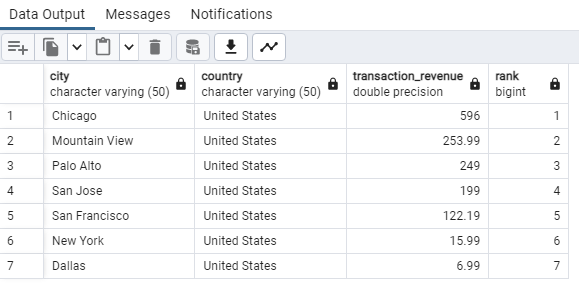 Data Output Messages Notifications
city country transaction_revenue rank
character varying (50) character varying (50) double precision bigint
1 Chicago United States 596 1
2 Mountain View United States 253.99 2
3 Palo Alto United States 249 3
4 San Jose United States 199 4
5 San Francisco United States 122.19 5
6 New York United States 15.99 6
7 Dallas United States 6.99 7